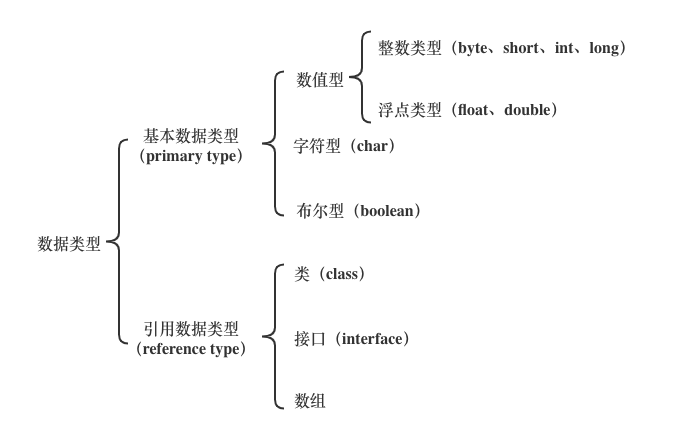 数据类型
基本数据类型
（primary type）
数值型
整数类型（byte、short、int、long）
浮点类型（float、double）
字符型（char）
布尔型（boolean）
引用数据类型
（reference type）
类（class）
接口（interface）
数组